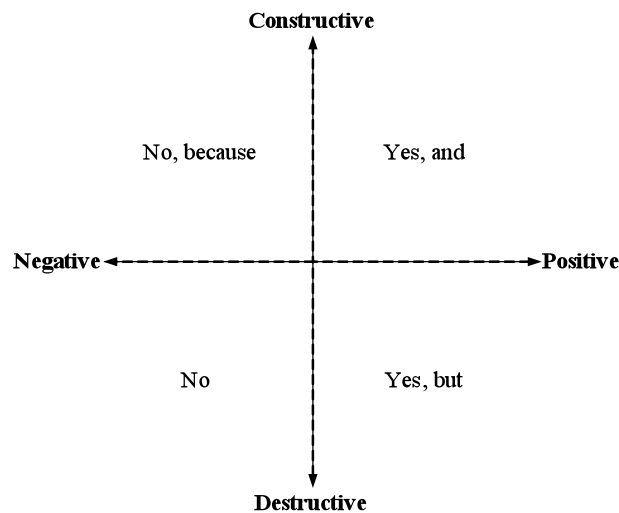 Constructive
No, because
Yes, and
Negative
Positive
No
Yes, but
Destructive